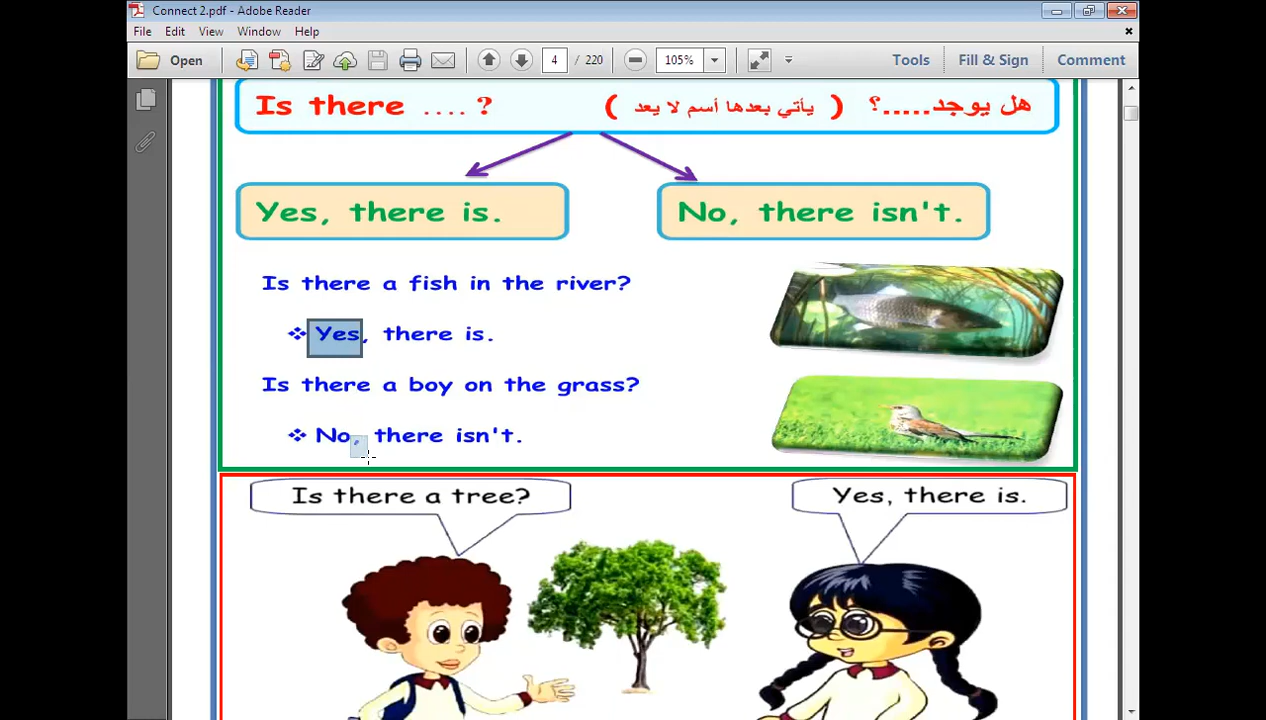 Connect 2.pdf - Adobe Reader
File Edit View Window Help
Open 4 / 220 105% Tools Fill & Sign Comment
Is there .... ? هل يوجد.....؟ ( يأتي بعدها أسم لا يعد )
Yes, there is. No, there isn't.
Is there a fish in the river?
❖ Yes, there is.
Is there a boy on the grass?
❖ No, there isn't.
Is there a tree? Yes, there is.